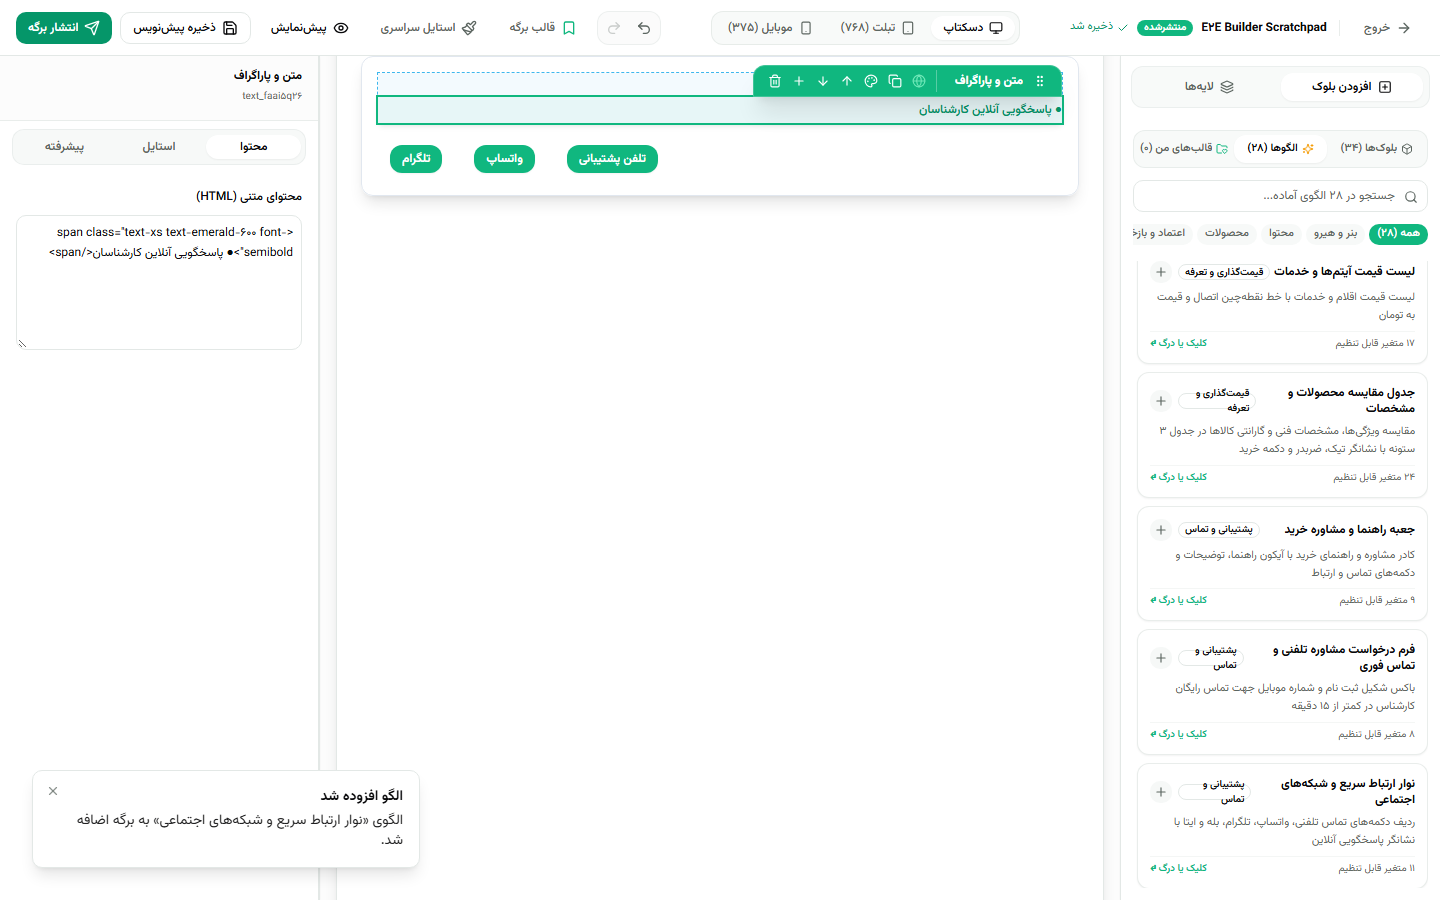 خروج
E2E Builder Scratchpad
منتشرشده
ذخیره شد
دسکتاپ
تبلت (۷۶۸)
موبایل (۳۷۵)
قالب برگه
استایل سراسری
پیش‌نمایش
ذخیره پیش‌نویس
انتشار برگه
افزودن بلوک
لایه‌ها
بلوک‌ها (۳۴)
الگوها (۲۸)
قالب‌های من (۰)
جستجو در ۲۸ الگوی آماده...
همه (۲۸)
بنر و هیرو
محتوا
محصولات
اعتماد و بازخ
لیست قیمت آیتم‌ها و خدمات
قیمت‌گذاری و تعرفه
لیست قیمت اقلام و خدمات با خط نقطه‌چین اتصال و قیمت
به تومان
۱۷ متغیر قابل تنظیم
کلیک یا درگ
جدول مقایسه محصولات و
مشخصات
قیمت‌گذاری و
تعرفه
مقایسه ویژگی‌ها، مشخصات فنی و گارانتی کالاها در جدول ۳
ستونه با نشانگر تیک، ضربدر و دکمه خرید
۲۴ متغیر قابل تنظیم
کلیک یا درگ
جعبه راهنما و مشاوره خرید
پشتیبانی و تماس
کادر مشاوره و راهنمای خرید با آیکون راهنما، توضیحات و
دکمه‌های تماس و ارتباط
۹ متغیر قابل تنظیم
کلیک یا درگ
فرم درخواست مشاوره تلفنی و
تماس فوری
پشتیبانی و
تماس
باکس شکیل ثبت نام و شماره موبایل جهت تماس رایگان
کارشناس در کمتر از ۱۵ دقیقه
۸ متغیر قابل تنظیم
کلیک یا درگ
نوار ارتباط سریع و شبکه‌های
اجتماعی
پشتیبانی و
تماس
ردیف دکمه‌های تماس تلفنی، واتساپ، تلگرام، بله و ایتا با
نشانگر پاسخگویی آنلاین
۱۱ متغیر قابل تنظیم
کلیک یا درگ
متن و پاراگراف
● پاسخگویی آنلاین کارشناسان
تلفن پشتیبانی
واتساپ
تلگرام
متن و پاراگراف
text_faai5q26
محتوا
استایل
پیشرفته
محتوای متنی (HTML)
<span class="text-xs text-emerald-600 font-
semibold">● پاسخگویی آنلاین کارشناسان</span>
الگو افزوده شد
الگوی «نوار ارتباط سریع و شبکه‌های اجتماعی» به برگه اضافه
شد.